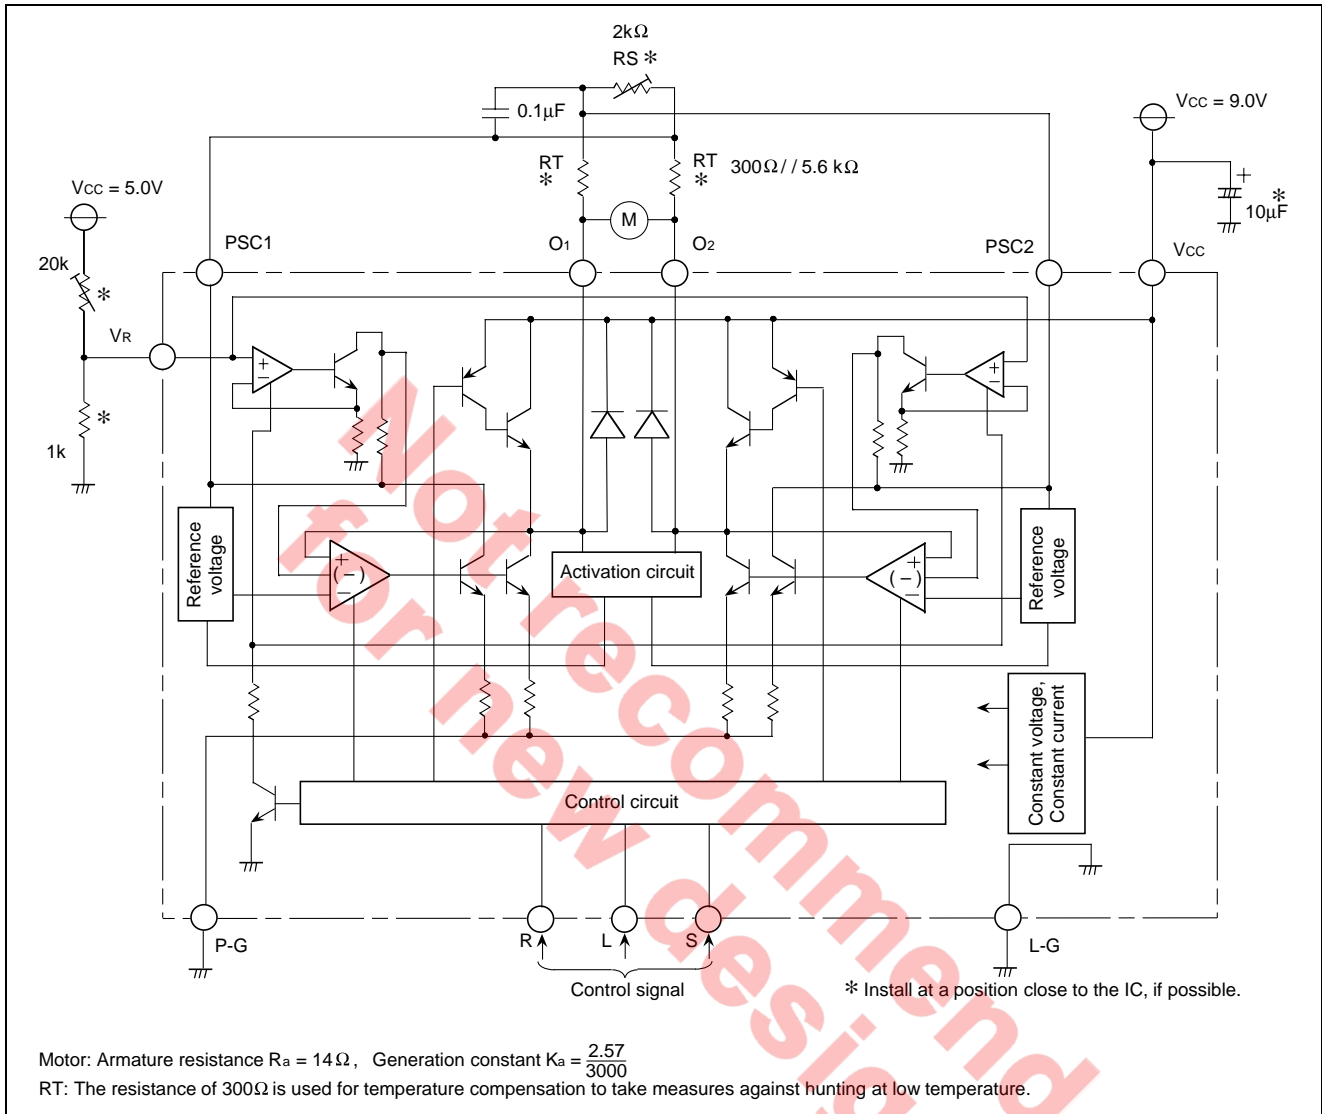 2kΩ
RS *
Vcc = 9.0V
0.1µF
RT
*
RT
*
300Ω// 5.6 kΩ
+
*
10µF
Vcc = 5.0V
20k
*
PSC1
O1
M
O2
PSC2
Vcc
VR
*
1k
+
−
+
−
Reference
voltage
+
(−)
−
Activation circuit
+
(−)
−
Reference
voltage
Constant voltage,
Constant current
Control circuit
P-G
R
L
S
L-G
Control signal
* Install at a position close to the IC, if possible.
Motor: Armature resistance Ra = 14Ω, Generation constant Ka = 2.57/3000
RT: The resistance of 300Ω is used for temperature compensation to take measures against hunting at low temperature.
Not recommend
for new desig